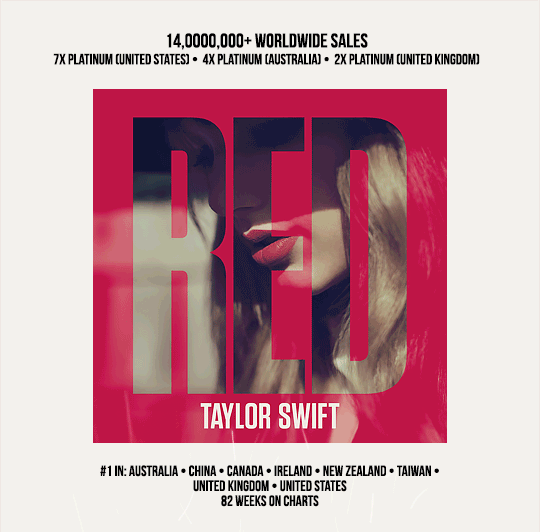 14,0000,000+ WORLDWIDE SALES
7X PLATINUM (UNITED STATES) • 4X PLATINUM (AUSTRALIA) • 2X PLATINUM (UNITED KINGDOM)
RED
TAYLOR SWIFT
#1 IN: AUSTRALIA • CHINA • CANADA • IRELAND • NEW ZEALAND • TAIWAN •
UNITED KINGDOM • UNITED STATES
82 WEEKS ON CHARTS